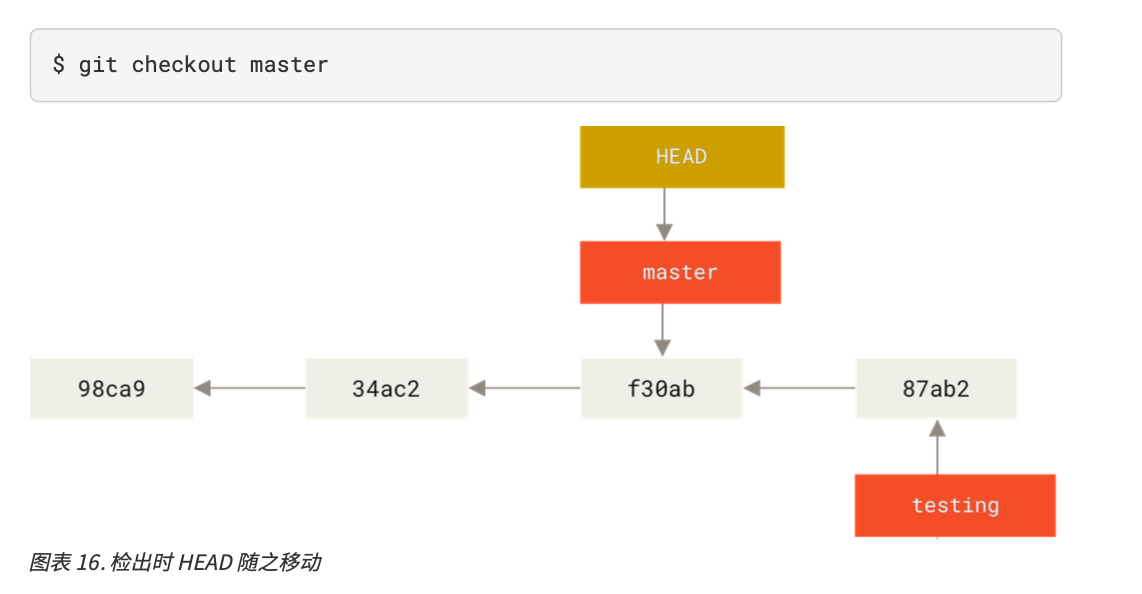 $ git checkout master
HEAD
master
98ca9
34ac2
f30ab
87ab2
testing
图表 16. 检出时 HEAD 随之移动